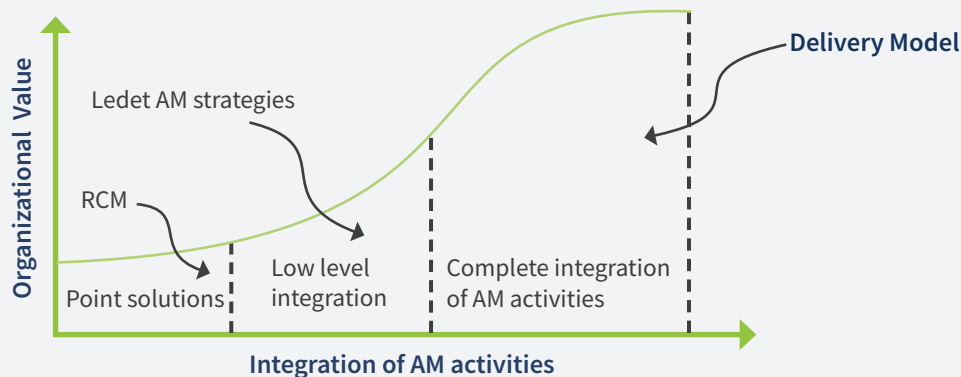 Delivery Model
Ledet AM strategies
RCM
Point solutions
Low level
integration
Complete integration
of AM activities
Organizational Value
Integration of AM activities